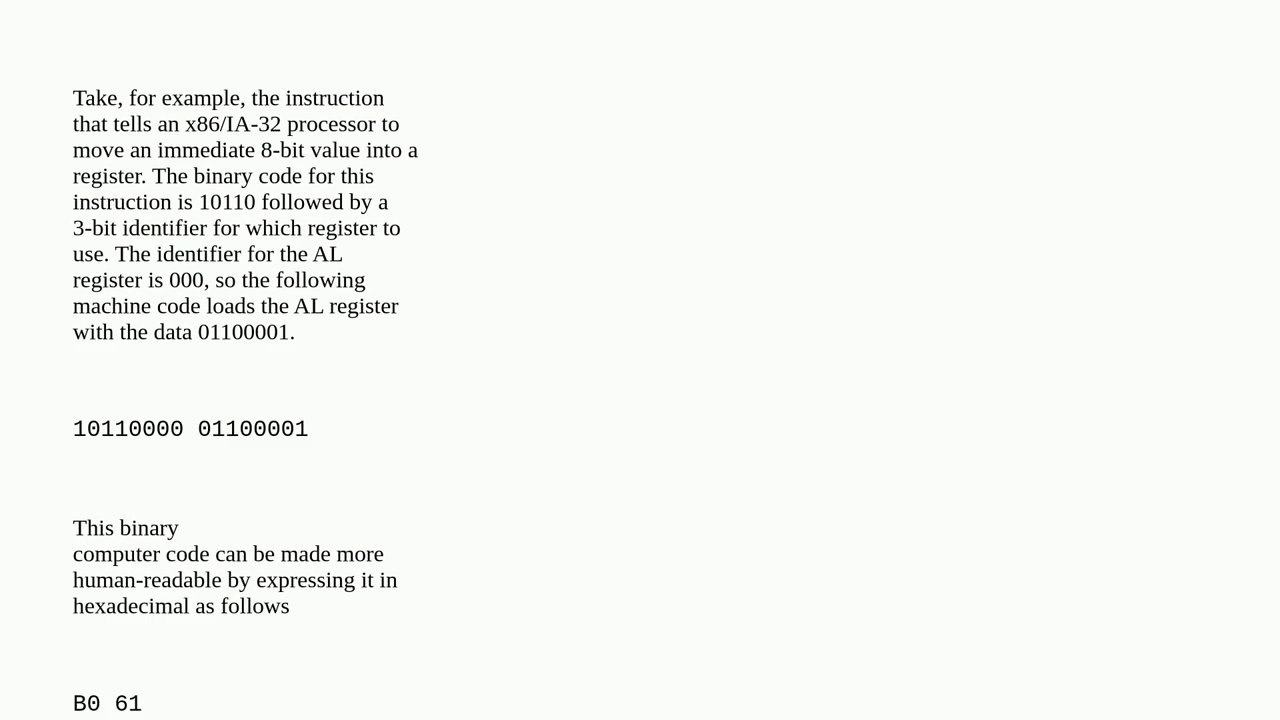 Take, for example, the instruction
that tells an x86/IA-32 processor to
move an immediate 8-bit value into a
register. The binary code for this
instruction is 10110 followed by a
3-bit identifier for which register to
use. The identifier for the AL
register is 000, so the following
machine code loads the AL register
with the data 01100001.
10110000 01100001
This binary
computer code can be made more
human-readable by expressing it in
hexadecimal as follows
B0 61